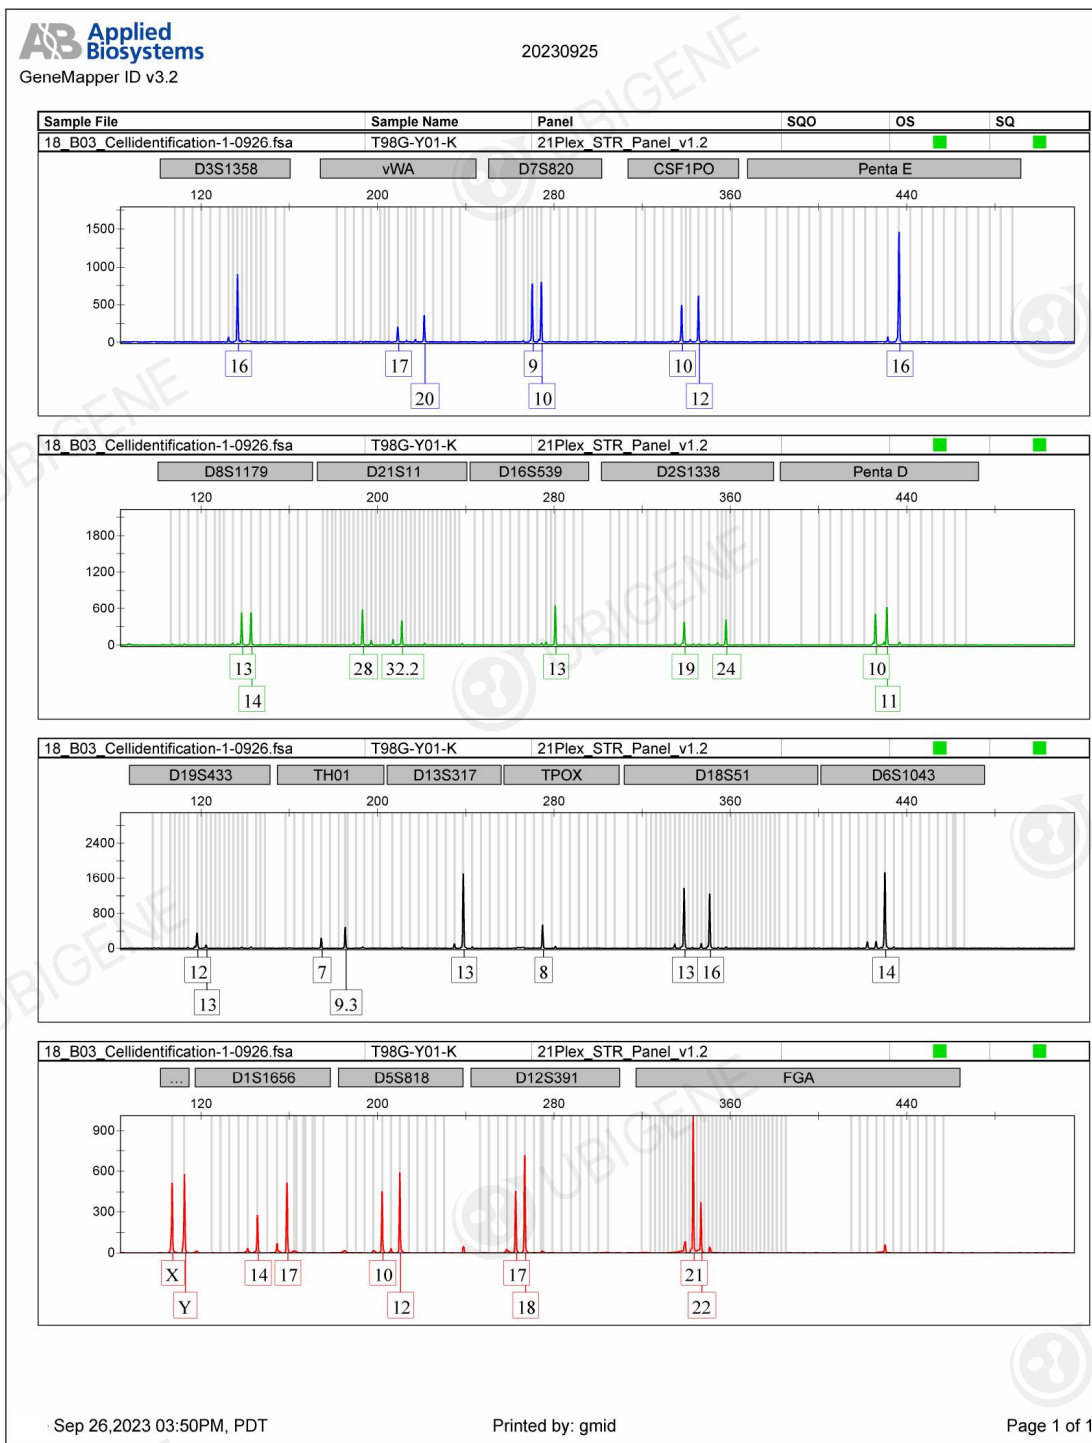 AB Applied Biosystems
20230925
GeneMapper ID v3.2
Sample File Sample Name Panel SQO OS SQ
18_B03_Cellidentification-1-0926.fsa T98G-Y01-K 21Plex_STR_Panel_v1.2
D3S1358 vWA D7S820 CSF1PO Penta E
120 200 280 360 440
1500
1000
500
0
16 17 9 10 16
20 10 12
18_B03_Cellidentification-1-0926.fsa T98G-Y01-K 21Plex_STR_Panel_v1.2
D8S1179 D21S11 D16S539 D2S1338 Penta D
120 200 280 360 440
1800
1200
600
0
13 28 32.2 13 19 24 10
14 11
18_B03_Cellidentification-1-0926.fsa T98G-Y01-K 21Plex_STR_Panel_v1.2
D19S433 TH01 D13S317 TPOX D18S51 D6S1043
120 200 280 360 440
2400
1600
800
0
12 7 13 8 13 16 14
13 9.3
18_B03_Cellidentification-1-0926.fsa T98G-Y01-K 21Plex_STR_Panel_v1.2
... D1S1656 D5S818 D12S391 FGA
120 200 280 360 440
900
600
300
0
X 14 17 10 17 21
Y 12 18 22
Sep 26,2023 03:50PM, PDT Printed by: gmid Page 1 of 1
UBIGENE
UBIGENE
UBIGENE
UBIGENE
UBIGENE